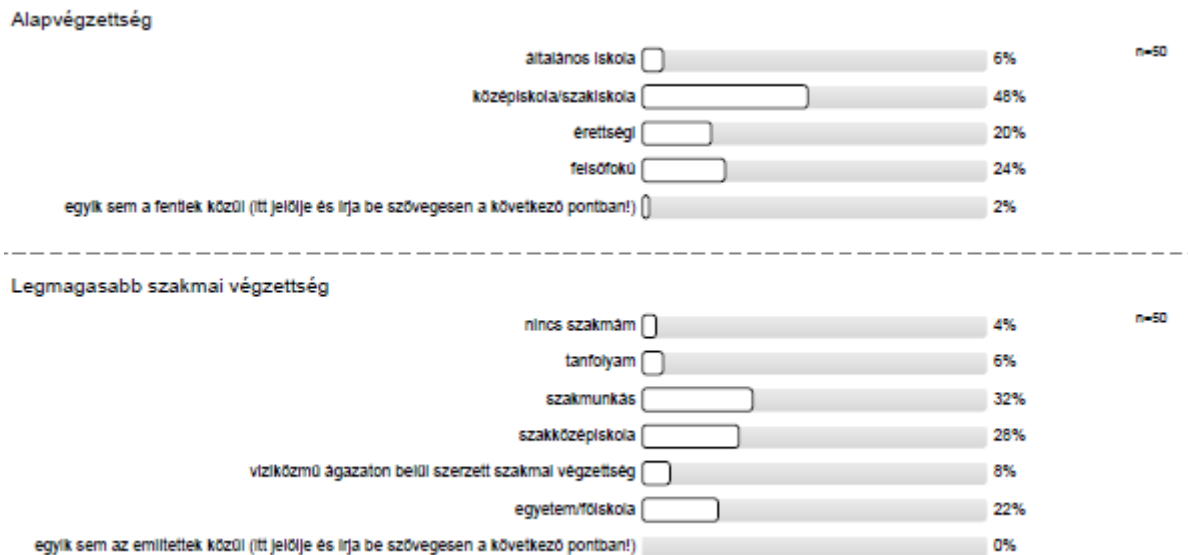 Alapvégzettség
általános iskola 6% n=50
középiskola/szakiskola 48%
érettségi 20%
felsőfokú 24%
egyik sem a fentiek közül (itt jelölje és írja be szövegesen a következő pontban!) 2%
Legmagasabb szakmai végzettség
nincs szakmám 4% n=50
tanfolyam 6%
szakmunkás 32%
szakközépiskola 28%
víziközmű ágazaton belül szerzett szakmai végzettség 8%
egyetem/főiskola 22%
egyik sem az említettek közül (itt jelölje és írja be szövegesen a következő pontban!) 0%